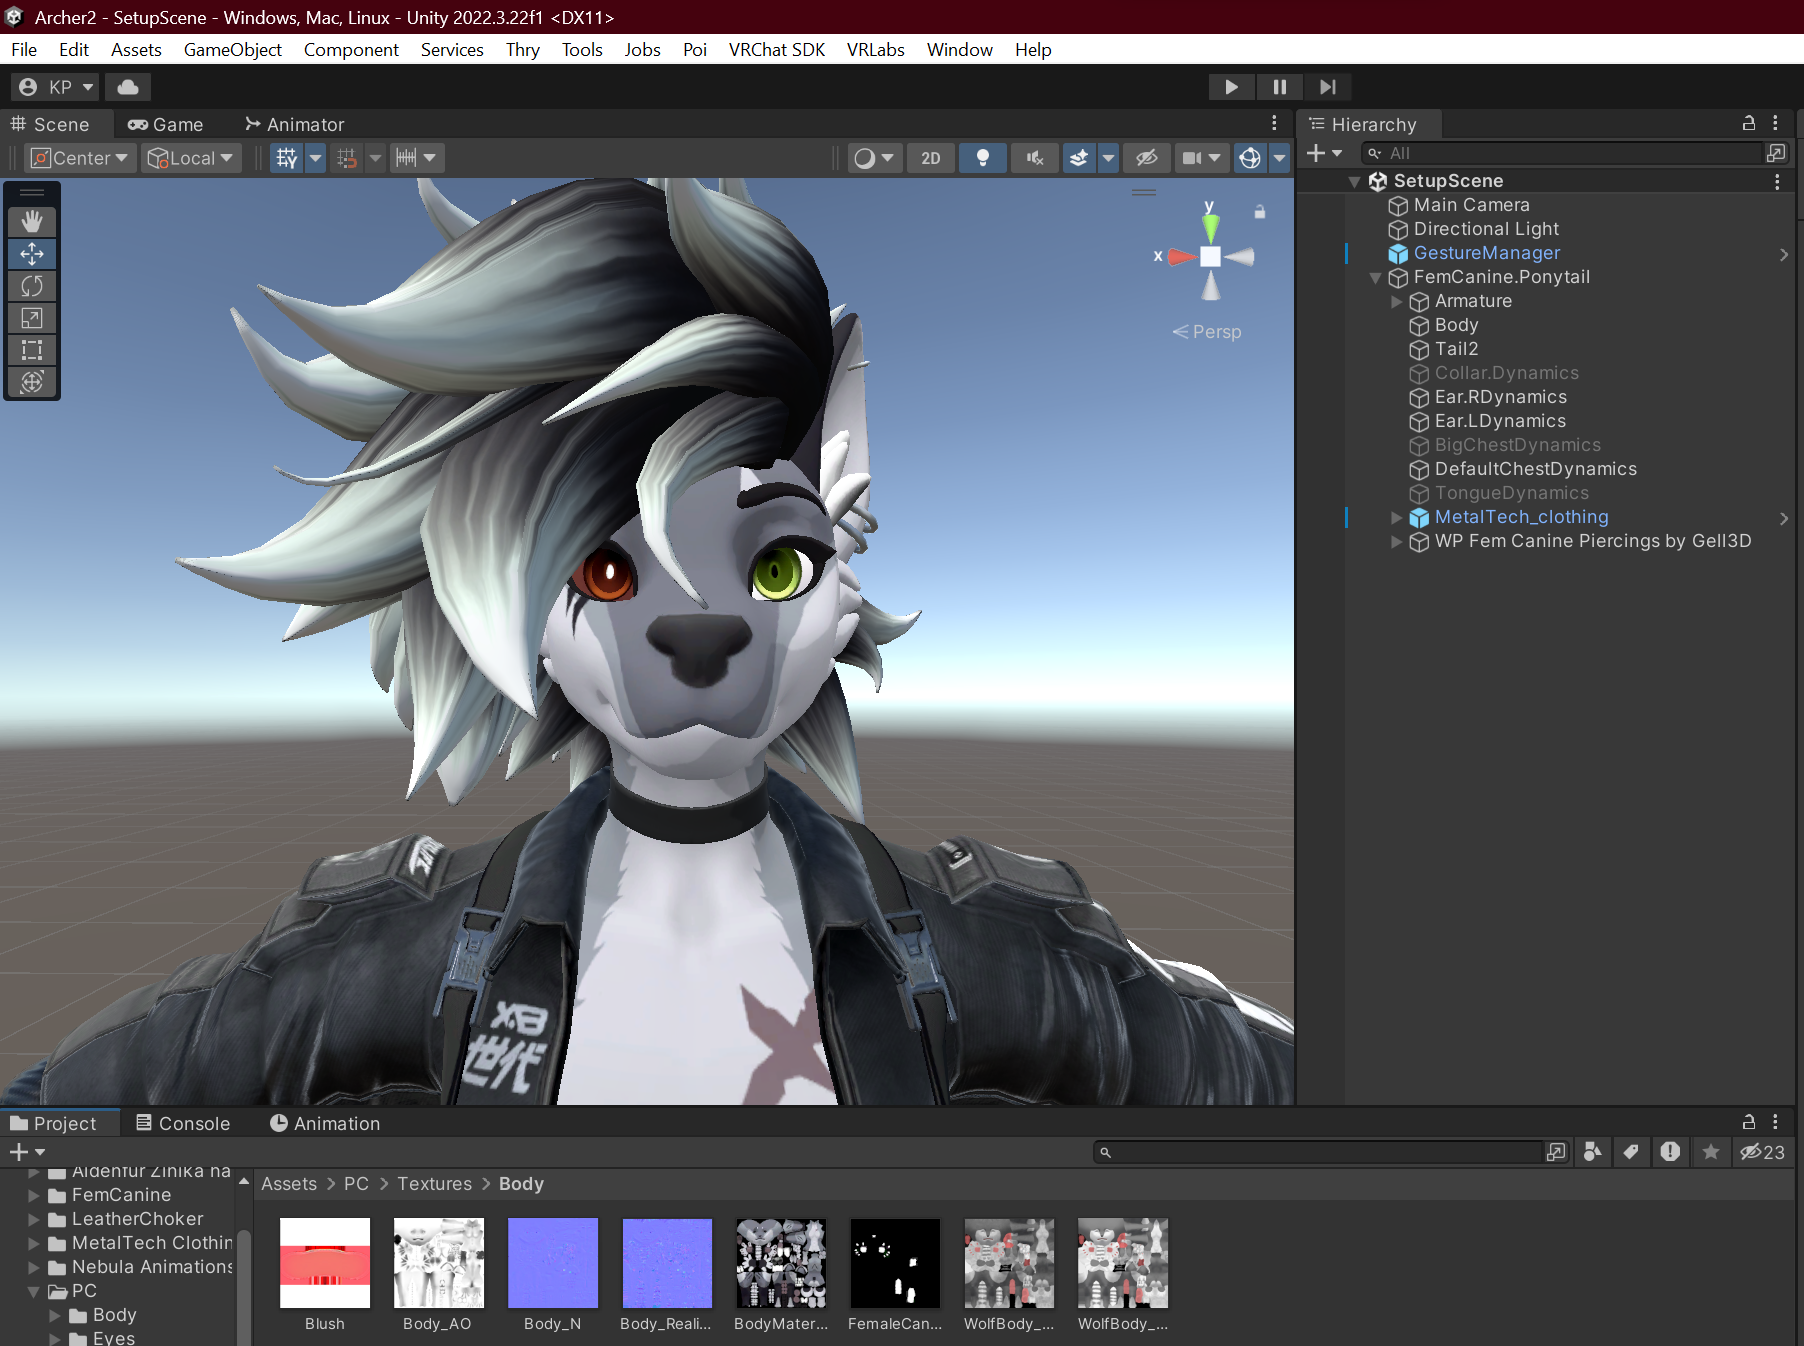 Archer2 - SetupScene - Windows, Mac, Linux - Unity 2022.3.22f1 <DX11>
File Edit Assets GameObject Component Services Thry Tools Jobs Poi VRChat SDK VRLabs Window Help
KP
Scene Game Animator
Center Local 2D
y
x
Persp
世代
Hierarchy
All
SetupScene
Main Camera
Directional Light
GestureManager
FemCanine.Ponytail
Armature
Body
Tail2
Collar.Dynamics
Ear.RDynamics
Ear.LDynamics
BigChestDynamics
DefaultChestDynamics
TongueDynamics
MetalTech_clothing
WP Fem Canine Piercings by Gell3D
Project Console Animation
23
Aldenfur Zinika ha
FemCanine
LeatherChoker
MetalTech Clothin
Nebula Animations
PC
Body
Eyes
Assets > PC > Textures > Body
Blush Body_AO Body_N Body_Reali... BodyMater... FemaleCan... WolfBody_... WolfBody_...